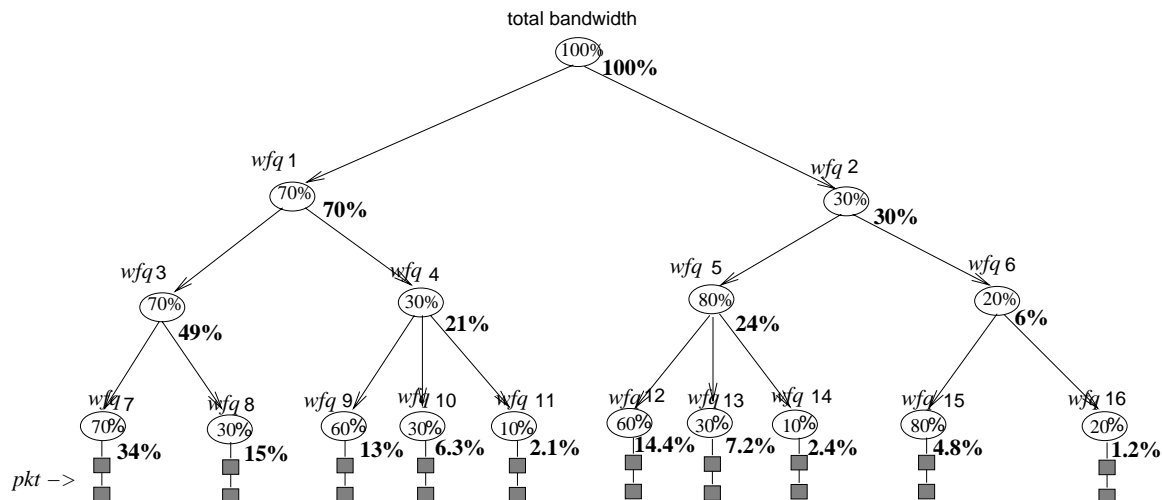 total bandwidth
100%
100%
wfq 1
wfq 2
70%
70%
30%
30%
wfq 3
wfq 4
wfq 5
wfq 6
70%
49%
30%
21%
80%
24%
20%
6%
wfq 7
wfq 8
wfq 9
wfq 10
wfq 11
wfq 12
wfq 13
wfq 14
wfq 15
wfq 16
70%
34%
30%
15%
60%
13%
30%
6.3%
10%
2.1%
60%
14.4%
30%
7.2%
10%
2.4%
80%
4.8%
20%
1.2%
pkt −>